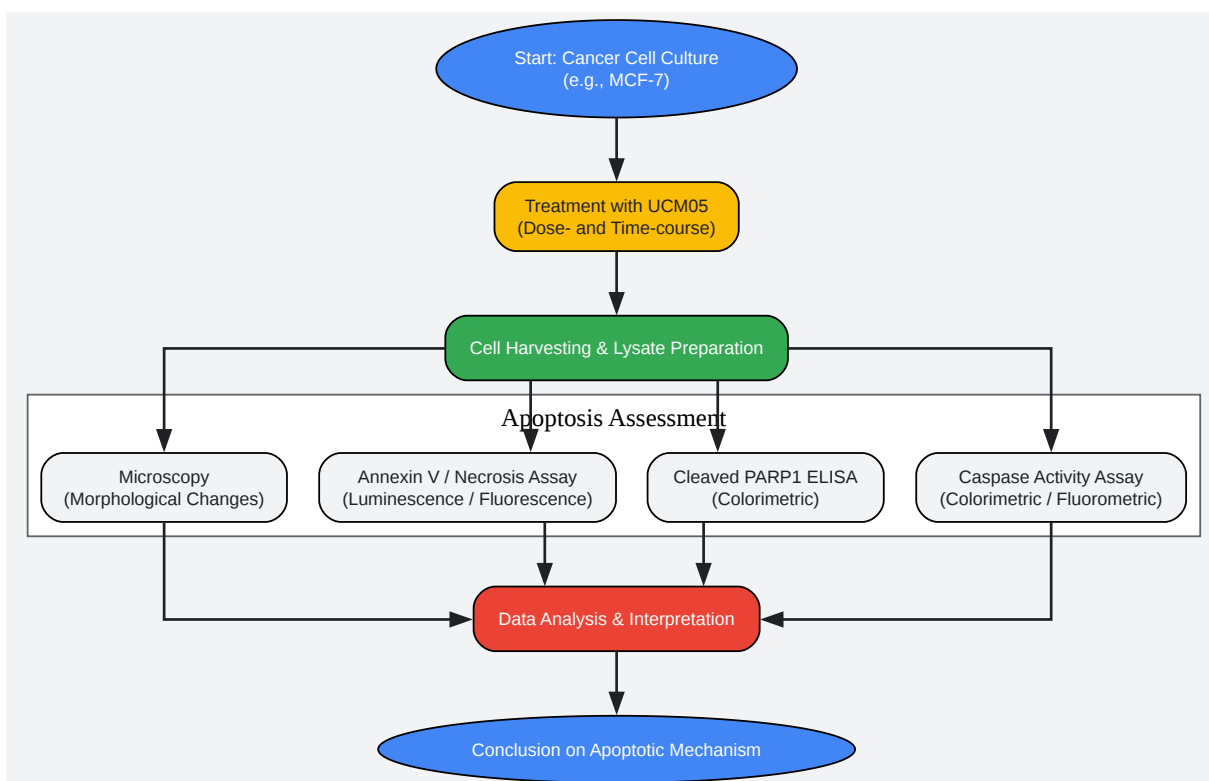 Start: Cancer Cell Culture
(e.g., MCF-7)
Treatment with UCM05
(Dose- and Time-course)
Cell Harvesting & Lysate Preparation
Apoptosis Assessment
Microscopy
(Morphological Changes)
Annexin V / Necrosis Assay
(Luminescence / Fluorescence)
Cleaved PARP1 ELISA
(Colorimetric)
Caspase Activity Assay
(Colorimetric / Fluorometric)
Data Analysis & Interpretation
Conclusion on Apoptotic Mechanism